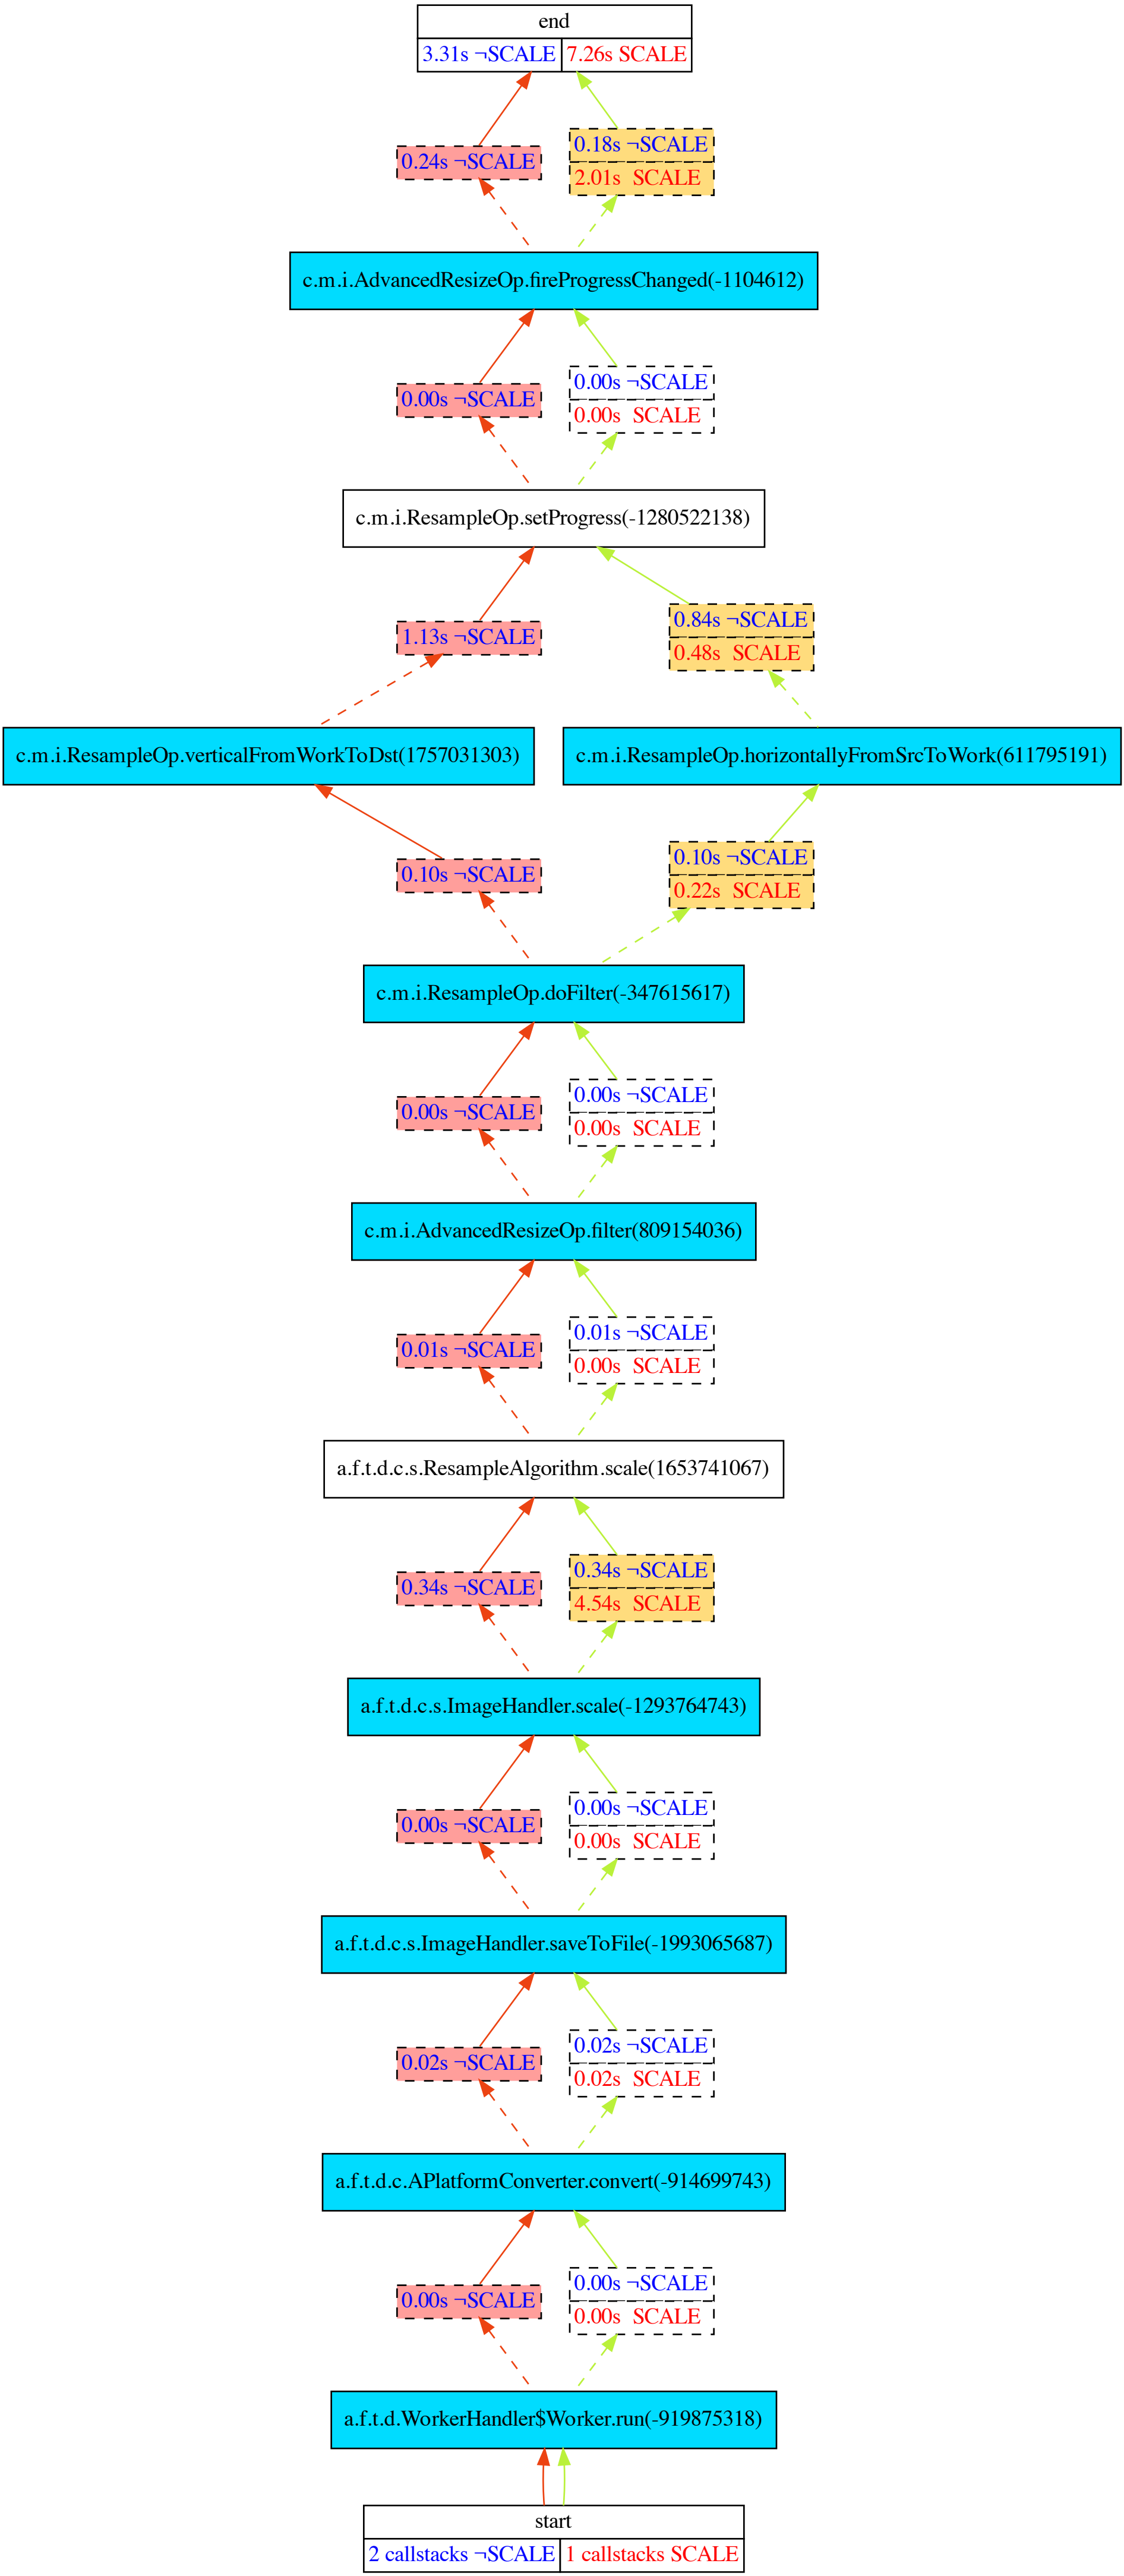 end
3.31s ¬SCALE 7.26s SCALE
0.24s ¬SCALE
0.18s ¬SCALE
2.01s SCALE
c.m.i.AdvancedResizeOp.fireProgressChanged(-1104612)
0.00s ¬SCALE
0.00s ¬SCALE
0.00s SCALE
c.m.i.ResampleOp.setProgress(-1280522138)
1.13s ¬SCALE
0.84s ¬SCALE
0.48s SCALE
c.m.i.ResampleOp.verticalFromWorkToDst(1757031303)
c.m.i.ResampleOp.horizontallyFromSrcToWork(611795191)
0.10s ¬SCALE
0.10s ¬SCALE
0.22s SCALE
c.m.i.ResampleOp.doFilter(-347615617)
0.00s ¬SCALE
0.00s ¬SCALE
0.00s SCALE
c.m.i.AdvancedResizeOp.filter(809154036)
0.01s ¬SCALE
0.01s ¬SCALE
0.00s SCALE
a.f.t.d.c.s.ResampleAlgorithm.scale(1653741067)
0.34s ¬SCALE
0.34s ¬SCALE
4.54s SCALE
a.f.t.d.c.s.ImageHandler.scale(-1293764743)
0.00s ¬SCALE
0.00s ¬SCALE
0.00s SCALE
a.f.t.d.c.s.ImageHandler.saveToFile(-1993065687)
0.02s ¬SCALE
0.02s ¬SCALE
0.02s SCALE
a.f.t.d.c.APlatformConverter.convert(-914699743)
0.00s ¬SCALE
0.00s ¬SCALE
0.00s SCALE
a.f.t.d.WorkerHandler$Worker.run(-919875318)
start
2 callstacks ¬SCALE 1 callstacks SCALE